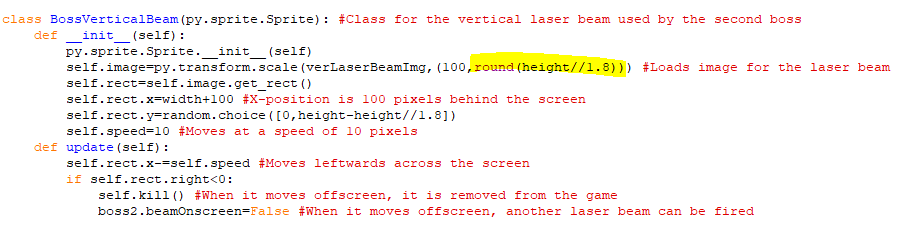 class BossVerticalBeam(py.sprite.Sprite): #Class for the vertical laser beam used by the second boss
    def __init__(self):
        py.sprite.Sprite.__init__(self)
        self.image=py.transform.scale(verLaserBeamImg,(100,round(height//1.8))) #Loads image for the laser beam
        self.rect=self.image.get_rect()
        self.rect.x=width+100 #X-position is 100 pixels behind the screen
        self.rect.y=random.choice([0,height-height//1.8])
        self.speed=10 #Moves at a speed of 10 pixels
    def update(self):
        self.rect.x-=self.speed #Moves leftwards across the screen
        if self.rect.right<0:
            self.kill() #When it moves offscreen, it is removed from the game
            boss2.beamOnscreen=False #When it moves offscreen, another laser beam can be fired